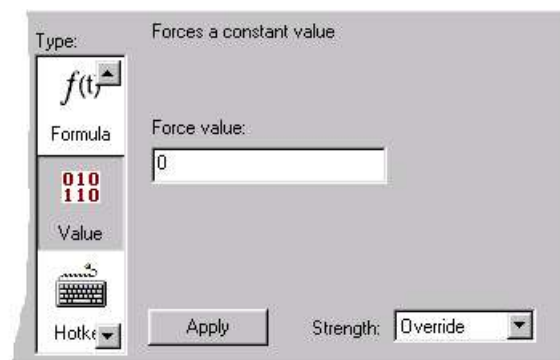 Type:
Forces a constant value
f(t)
Formula
Force value:
0
010
110
Value
Apply
Strength:
Override